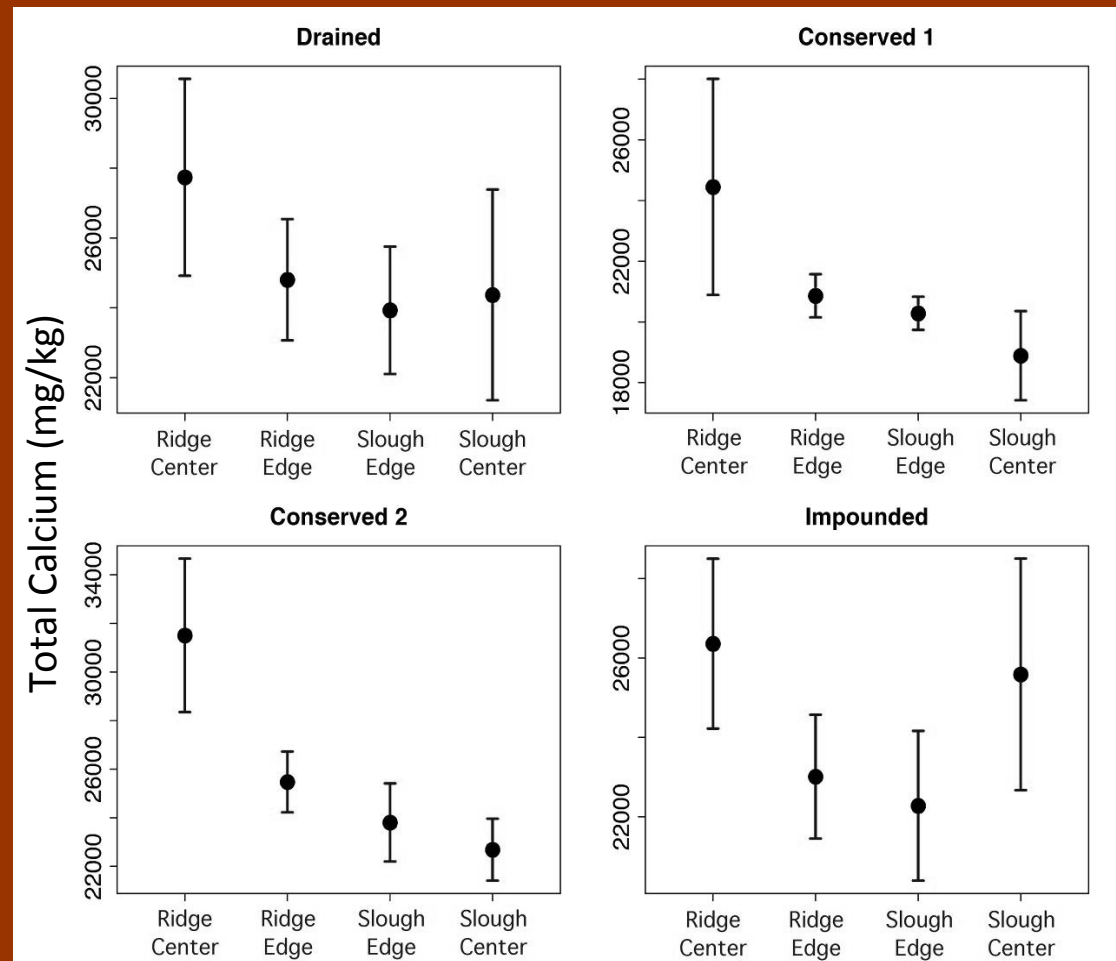 Total Calcium (mg/kg)
Drained
30000
26000
22000
Ridge Center
Ridge Edge
Slough Edge
Slough Center
Conserved 1
26000
22000
18000
Ridge Center
Ridge Edge
Slough Edge
Slough Center
Conserved 2
34000
30000
26000
22000
Ridge Center
Ridge Edge
Slough Edge
Slough Center
Impounded
26000
22000
Ridge Center
Ridge Edge
Slough Edge
Slough Center